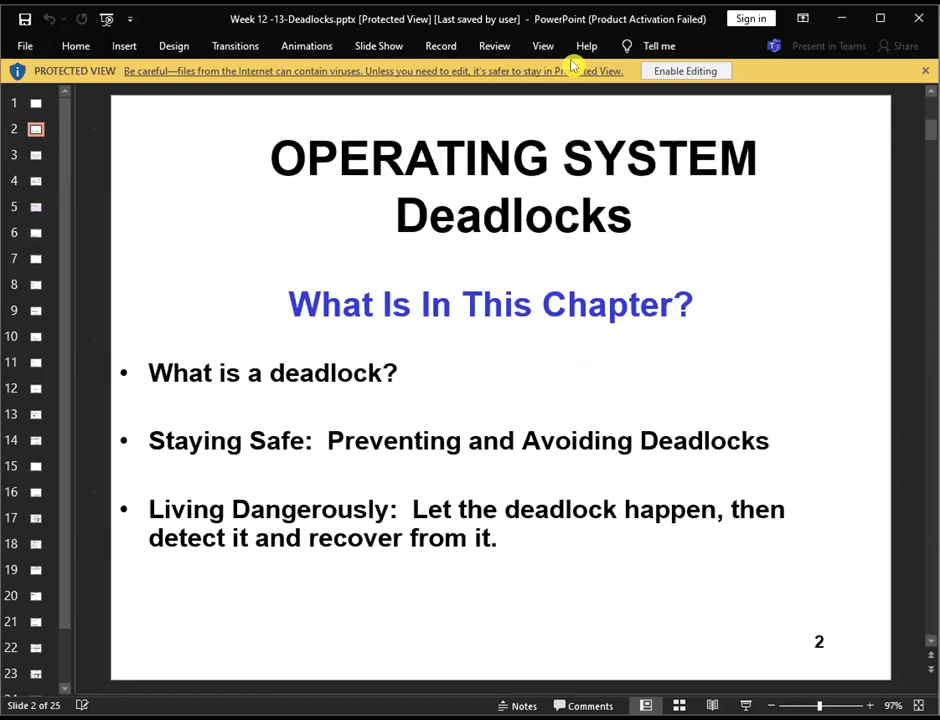 Week 12 -13-Deadlocks.pptx [Protected View] [Last saved by user] - PowerPoint (Product Activation Failed)
Sign in
File Home Insert Design Transitions Animations Slide Show Record Review View Help Tell me Present in Teams Share
PROTECTED VIEW Be careful—files from the Internet can contain viruses. Unless you need to edit, it's safer to stay in Protected View. Enable Editing
1
2
3
4
5
6
7
8
9
10
11
12
13
14
15
16
17
18
19
20
21
22
23
OPERATING SYSTEM
Deadlocks
What Is In This Chapter?
• What is a deadlock?
• Staying Safe: Preventing and Avoiding Deadlocks
• Living Dangerously: Let the deadlock happen, then
detect it and recover from it.
2
Slide 2 of 25 Notes Comments 97%